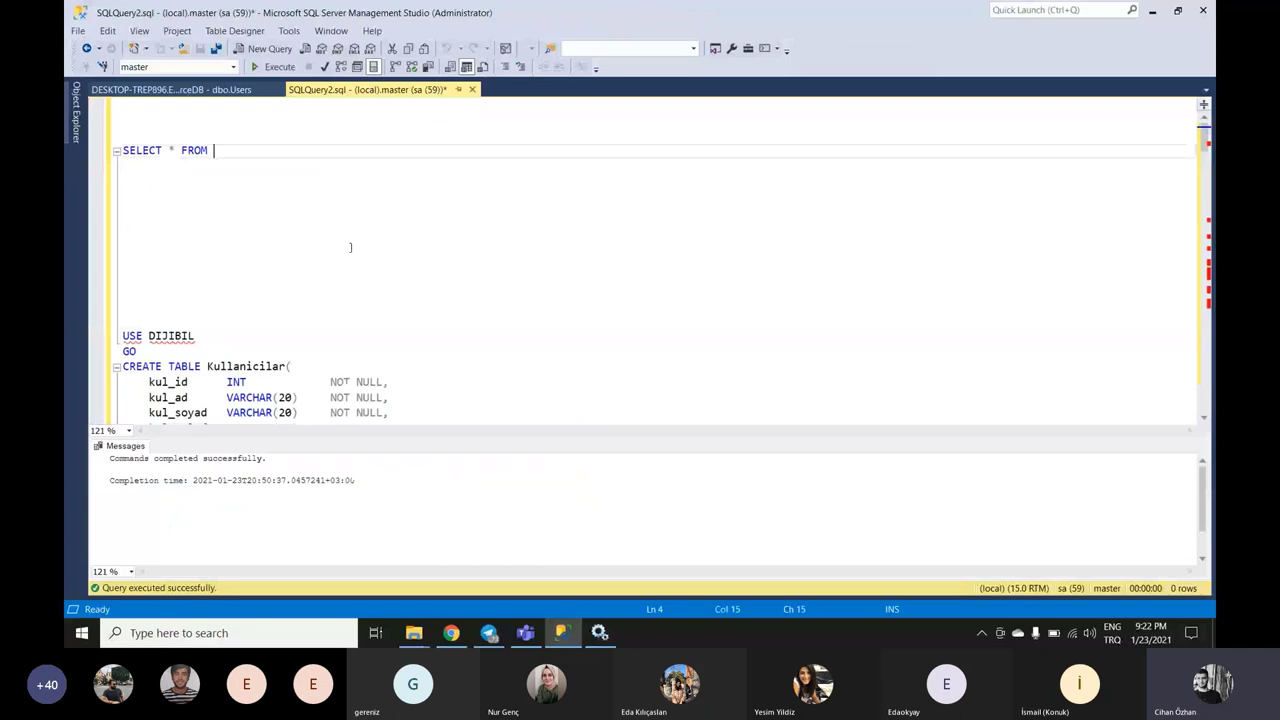 SQLQuery2.sql - (local).master (sa (59))* - Microsoft SQL Server Management Studio (Administrator)
Quick Launch (Ctrl+Q)
File Edit View Project Table Designer Tools Window Help
New Query
master
Execute
Object Explorer
DESKTOP-TREP896.E...rceDB - dbo.Users
SQLQuery2.sql - (local).master (sa (59))*
SELECT * FROM
USE DIJIBIL
GO
CREATE TABLE Kullanicilar(
kul_id INT NOT NULL,
kul_ad VARCHAR(20) NOT NULL,
kul_soyad VARCHAR(20) NOT NULL,
121 %
Messages
Commands completed successfully.
Completion time: 2021-01-23T20:50:37.0457241+03:00
121 %
Query executed successfully.
(local) (15.0 RTM) sa (59) master 00:00:00 0 rows
Ready
Ln 4 Col 15 Ch 15 INS
Type here to search
ENG
TRQ
9:22 PM
1/23/2021
+40
E
E
G
E
İ
gereniz
Nur Genç
Eda Kılıçaslan
Yesim Yildiz
Edaokyay
İsmail (Konuk)
Cihan Özhan